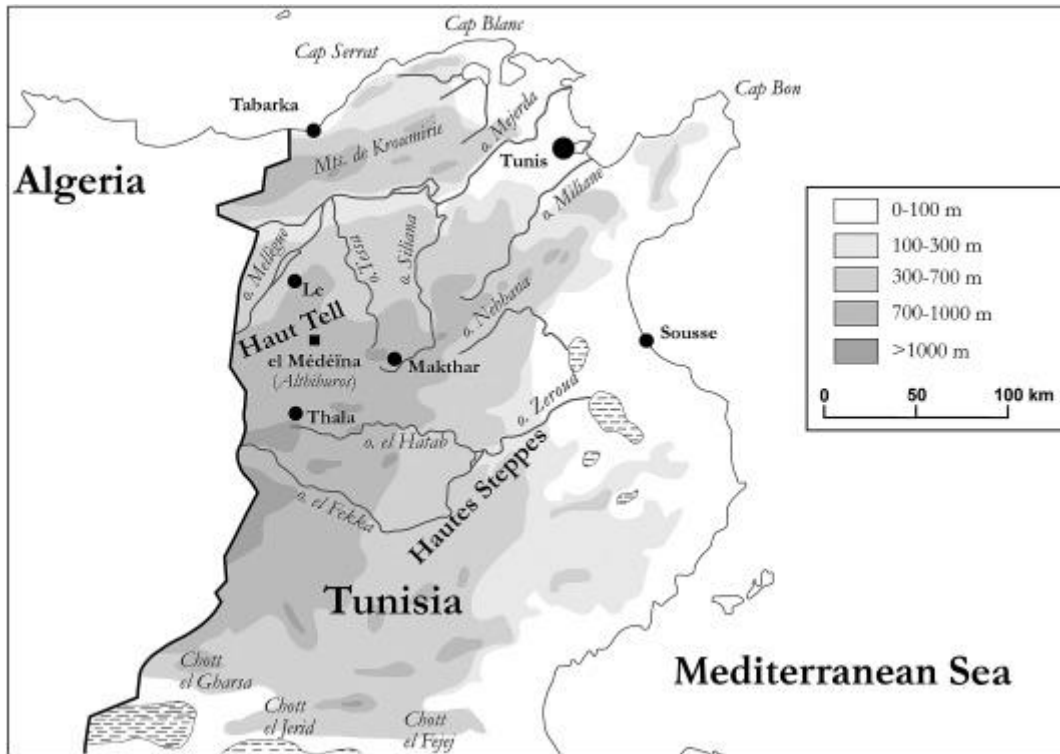 Cap Blanc
Cap Serrat
Cap Bon
Tabarka
o. Mejerda
Mts. de Kroumirie
Tunis
Algeria
o. Miliane
o. Mellegue
o. Tessa
o. Siliana
Le
o. Nebhana
Haut Tell
Sousse
el Médéïna
(Althiburos)
Makthar
Thala
o. Zeroud
o. el Hatab
o. el Fekka
Hautes Steppes
Tunisia
Mediterranean Sea
Chott
el Gharsa
Chott
el Jerid
Chott
el Fejej
0-100 m
100-300 m
300-700 m
700-1000 m
>1000 m
0 50 100 km